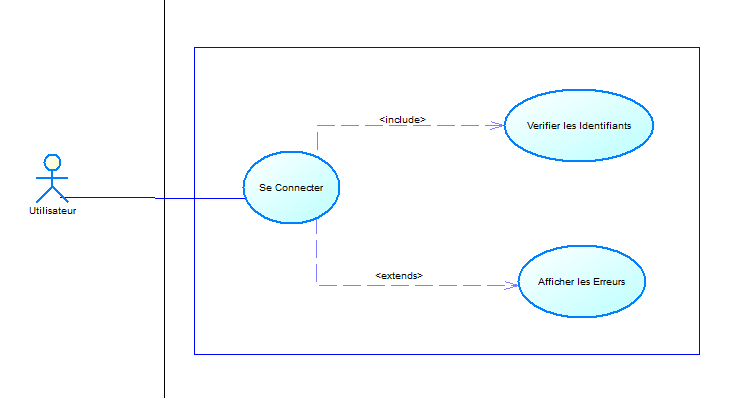 <include>
Verifier les Identifiants
Se Connecter
Utilisateur
<extends>
Afficher les Erreurs